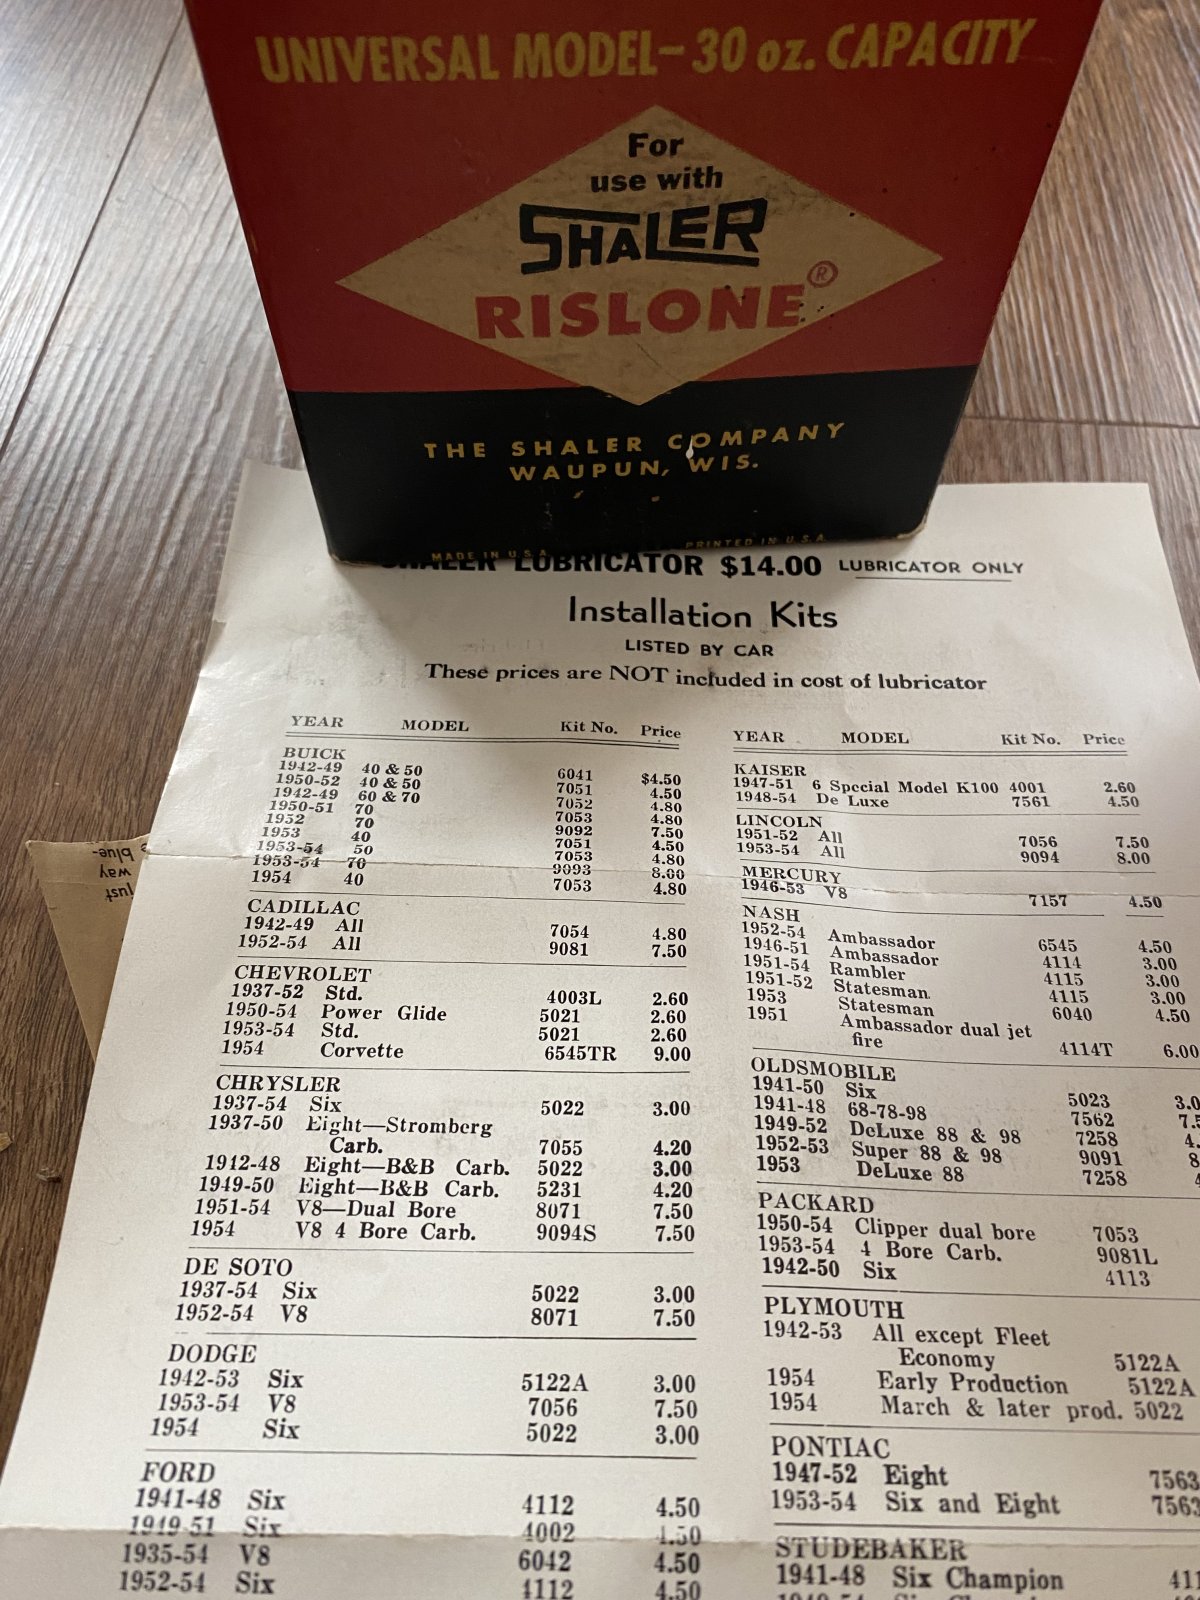 UNIVERSAL MODEL-30 oz. CAPACITY
For
use with
SHALER
RISLONE®
THE SHALER COMPANY
WAUPUN, WIS.
MADE IN U.S.A. PRINTED IN U.S.A.
SHALER LUBRICATOR $14.00 LUBRICATOR ONLY
Installation Kits
LISTED BY CAR
These prices are NOT included in cost of lubricator
YEAR MODEL Kit No. Price
BUICK
1942-49 40 & 50 6041 $4.50
1950-52 40 & 50 7051 4.50
1942-49 60 & 70 7052 4.80
1950-51 70 7053 4.80
1952 70 9092 7.50
1953 40 7051 4.50
1953-54 50 7053 4.80
1953-54 70 9093 8.00
1954 40 7053 4.80
CADILLAC
1942-49 All 7054 4.80
1952-54 All 9081 7.50
CHEVROLET
1937-52 Std. 4003L 2.60
1950-54 Power Glide 5021 2.60
1953-54 Std. 5021 2.60
1954 Corvette 6545TR 9.00
CHRYSLER
1937-54 Six 5022 3.00
1937-50 Eight—Stromberg
Carb. 7055 4.20
1942-48 Eight—B&B Carb. 5022 3.00
1949-50 Eight—B&B Carb. 5231 4.20
1951-54 V8—Dual Bore 8071 7.50
1954 V8 4 Bore Carb. 9094S 7.50
DE SOTO
1937-54 Six 5022 3.00
1952-54 V8 8071 7.50
DODGE
1942-53 Six 5122A 3.00
1953-54 V8 7056 7.50
1954 Six 5022 3.00
FORD
1941-48 Six 4112 4.50
1949-51 Six 4002 4.50
1935-54 V8 6042 4.50
1952-54 Six 4112 4.50
YEAR MODEL Kit No. Price
KAISER
1947-51 6 Special Model K100 4001 2.60
1948-54 De Luxe 7561 4.50
LINCOLN
1951-52 All 7056 7.50
1953-54 All 9094 8.00
MERCURY
1946-53 V8 7157 4.50
NASH
1952-54 Ambassador 6545 4.50
1946-51 Ambassador 4114 3.00
1951-54 Rambler 4115 3.00
1951-52 Statesman 4115 3.00
1953 Statesman 6040 4.50
1951 Ambassador dual jet
fire 4114T 6.00
OLDSMOBILE
1941-50 Six 5023 3.0
1941-48 68-78-98 7562 7.5
1949-52 DeLuxe 88 & 98 7258 4.
1952-53 Super 88 & 98 9091 8
1953 DeLuxe 88 7258
PACKARD
1950-54 Clipper dual bore 7053
1953-54 4 Bore Carb. 9081L
1942-50 Six 4113
PLYMOUTH
1942-53 All except Fleet
Economy 5122A
1954 Early Production 5122A
1954 March & later prod. 5022
PONTIAC
1947-52 Eight 7563
1953-54 Six and Eight 7563
STUDEBAKER
1941-48 Six Champion 411
just
way
blue-